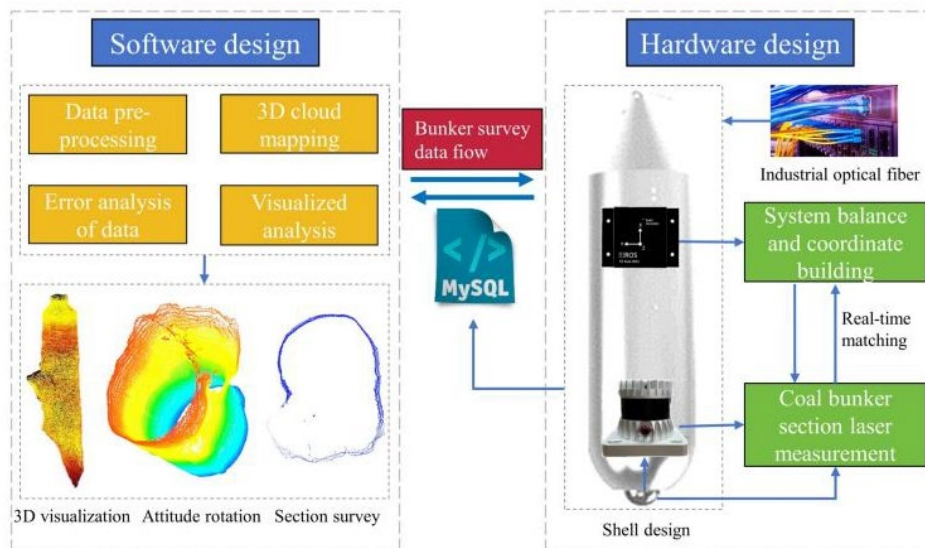 Software design
Data pre-
processing
3D cloud
mapping
Error analysis
of data
Visualized
analysis
3D visualization
Attitude rotation
Section survey
Bunker survey
data flow
</>
MySQL
Hardware design
Industrial optical fiber
System balance
and coordinate
building
Real-time
matching
Coal bunker
section laser
measurement
Shell design